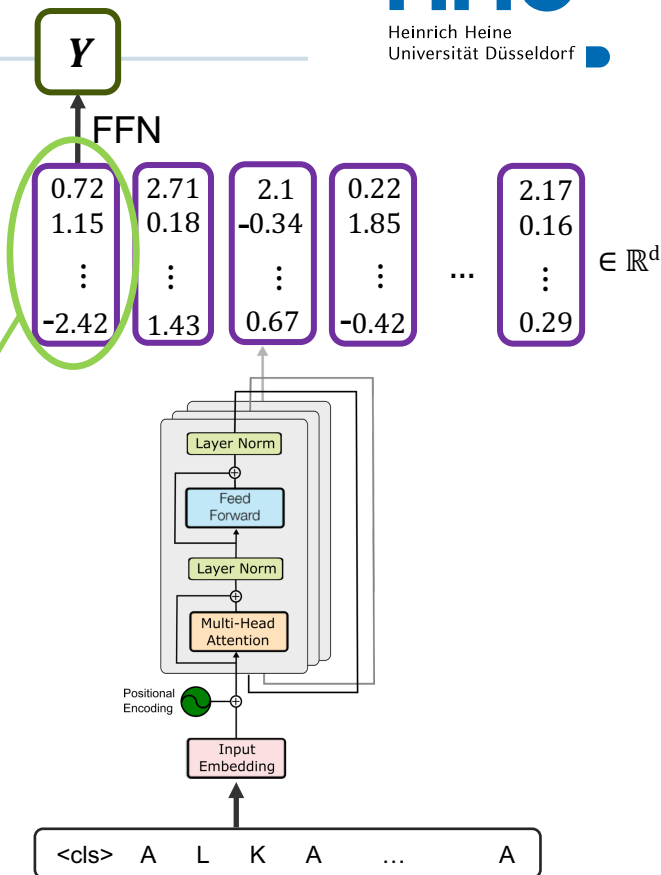 Heinrich Heine
Universität Düsseldorf
Y
FFN
0.72 2.71 2.1 0.22 2.17
1.15 0.18 -0.34 1.85 0.16
⋮ ⋮ ⋮ ⋮ ... ⋮ ∈ ℝᵈ
-2.42 1.43 0.67 -0.42 0.29
Layer Norm
Feed
Forward
Layer Norm
Multi-Head
Attention
Positional
Encoding
Input
Embedding
<cls> A L K A ... A